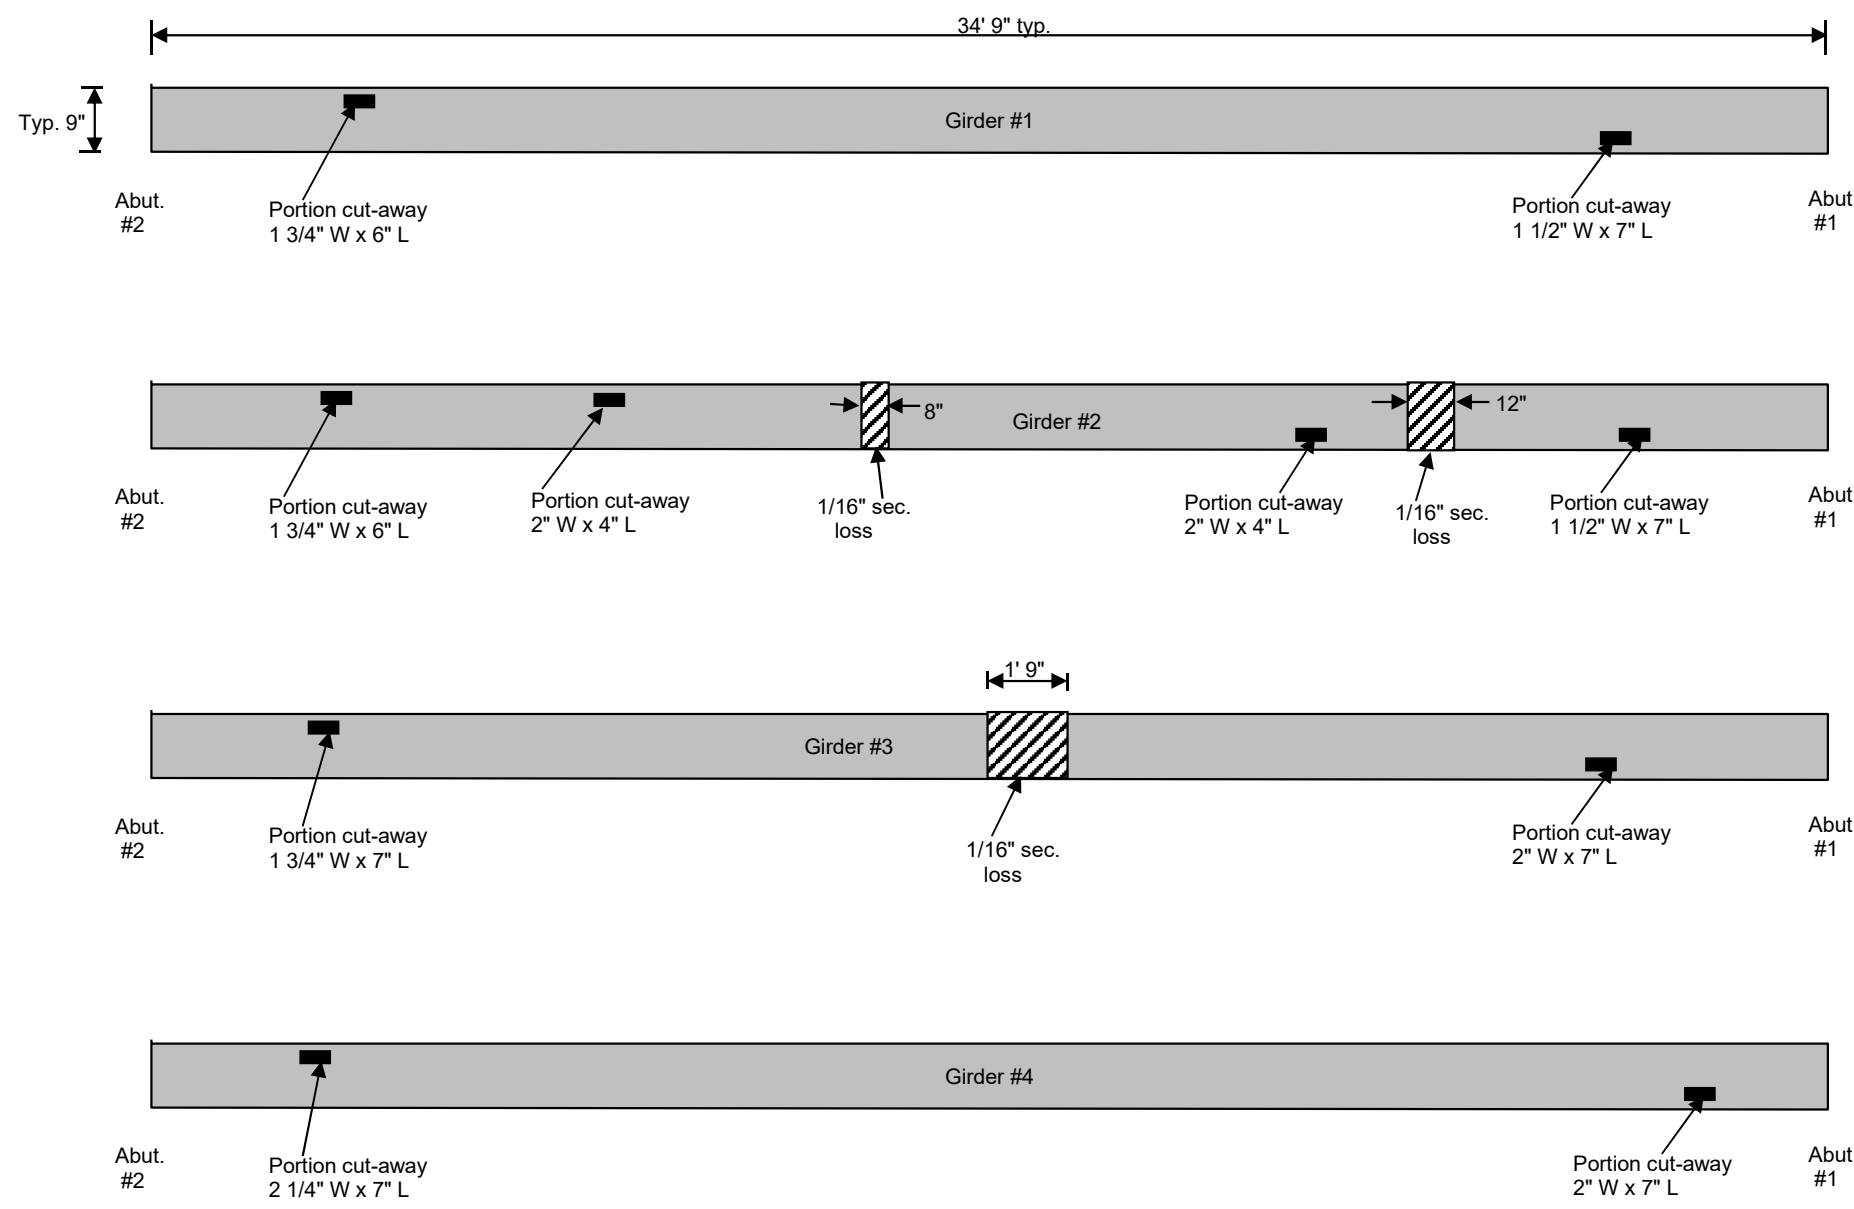 34' 9" typ.
Typ. 9"
Girder #1
Abut.
#2
Portion cut-away
1 3/4" W x 6" L
Portion cut-away
1 1/2" W x 7" L
Abut
#1
8"
Girder #2
12"
Abut.
#2
Portion cut-away
1 3/4" W x 6" L
Portion cut-away
2" W x 4" L
1/16" sec.
loss
Portion cut-away
2" W x 4" L
1/16" sec.
loss
Portion cut-away
1 1/2" W x 7" L
Abut
#1
1' 9"
Girder #3
Abut.
#2
Portion cut-away
1 3/4" W x 7" L
1/16" sec.
loss
Portion cut-away
2" W x 7" L
Abut
#1
Girder #4
Abut.
#2
Portion cut-away
2 1/4" W x 7" L
Portion cut-away
2" W x 7" L
Abut
#1